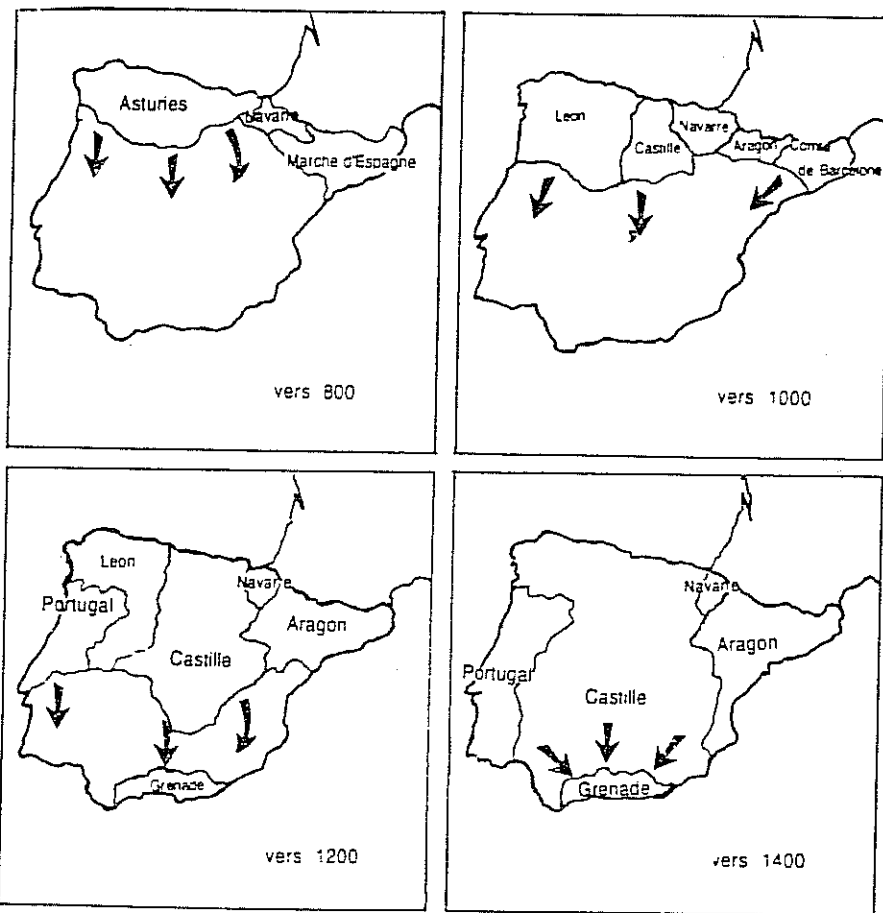 Asturies
Navarre
Marche d'Espagne
vers 800
Leon
Castille
Navarre
Aragon
Comté
de Barcelone
vers 1000
Leon
Portugal
Navarre
Aragon
Castille
Grenade
vers 1200
Navarre
Aragon
Portugal
Castille
Grenade
vers 1400